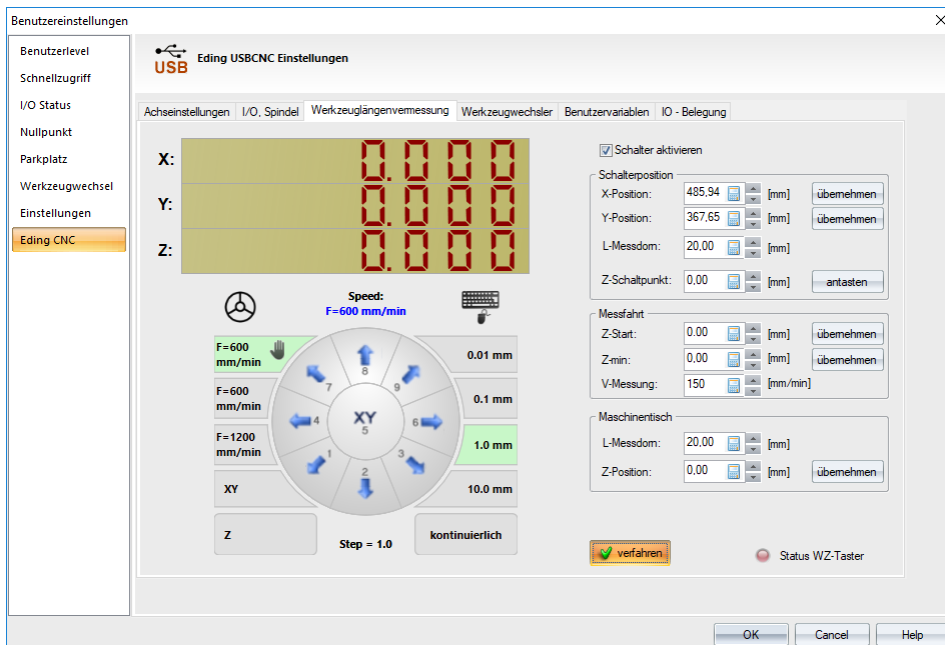 Benutzereinstellungen
Benutzerlevel
Schnellzugriff
I/O Status
Nullpunkt
Parkplatz
Werkzeugwechsel
Einstellungen
Eding CNC
USB
Eding USBCNC Einstellungen
Achseinstellungen I/O, Spindel Werkzeuglängenvermessung Werkzeugwechsler Benutzervariablen IO - Belegung
X: 0.000
Y: 0.000
Z: 0.000
Speed:
F=600 mm/min
F=600
mm/min
F=600
mm/min
F=1200
mm/min
XY
Z
8
7 9
4 XY 6
5
1 3
2
Step = 1.0
0.01 mm
0.1 mm
1.0 mm
10.0 mm
kontinuierlich
Schalter aktivieren
Schalterposition
X-Position: 485,94 [mm] übernehmen
Y-Position: 367,65 [mm] übernehmen
L-Messdorn: 20,00 [mm]
Z-Schaltpunkt: 0,00 [mm] antasten
Messfahrt
Z-Start: 0.00 [mm] übernehmen
Z-min: 0,00 [mm] übernehmen
V-Messung: 150 [mm/min]
Maschinentisch
L-Messdorn: 20,00 [mm]
Z-Position: 0,00 [mm] übernehmen
verfahren
Status WZ-Taster
OK Cancel Help